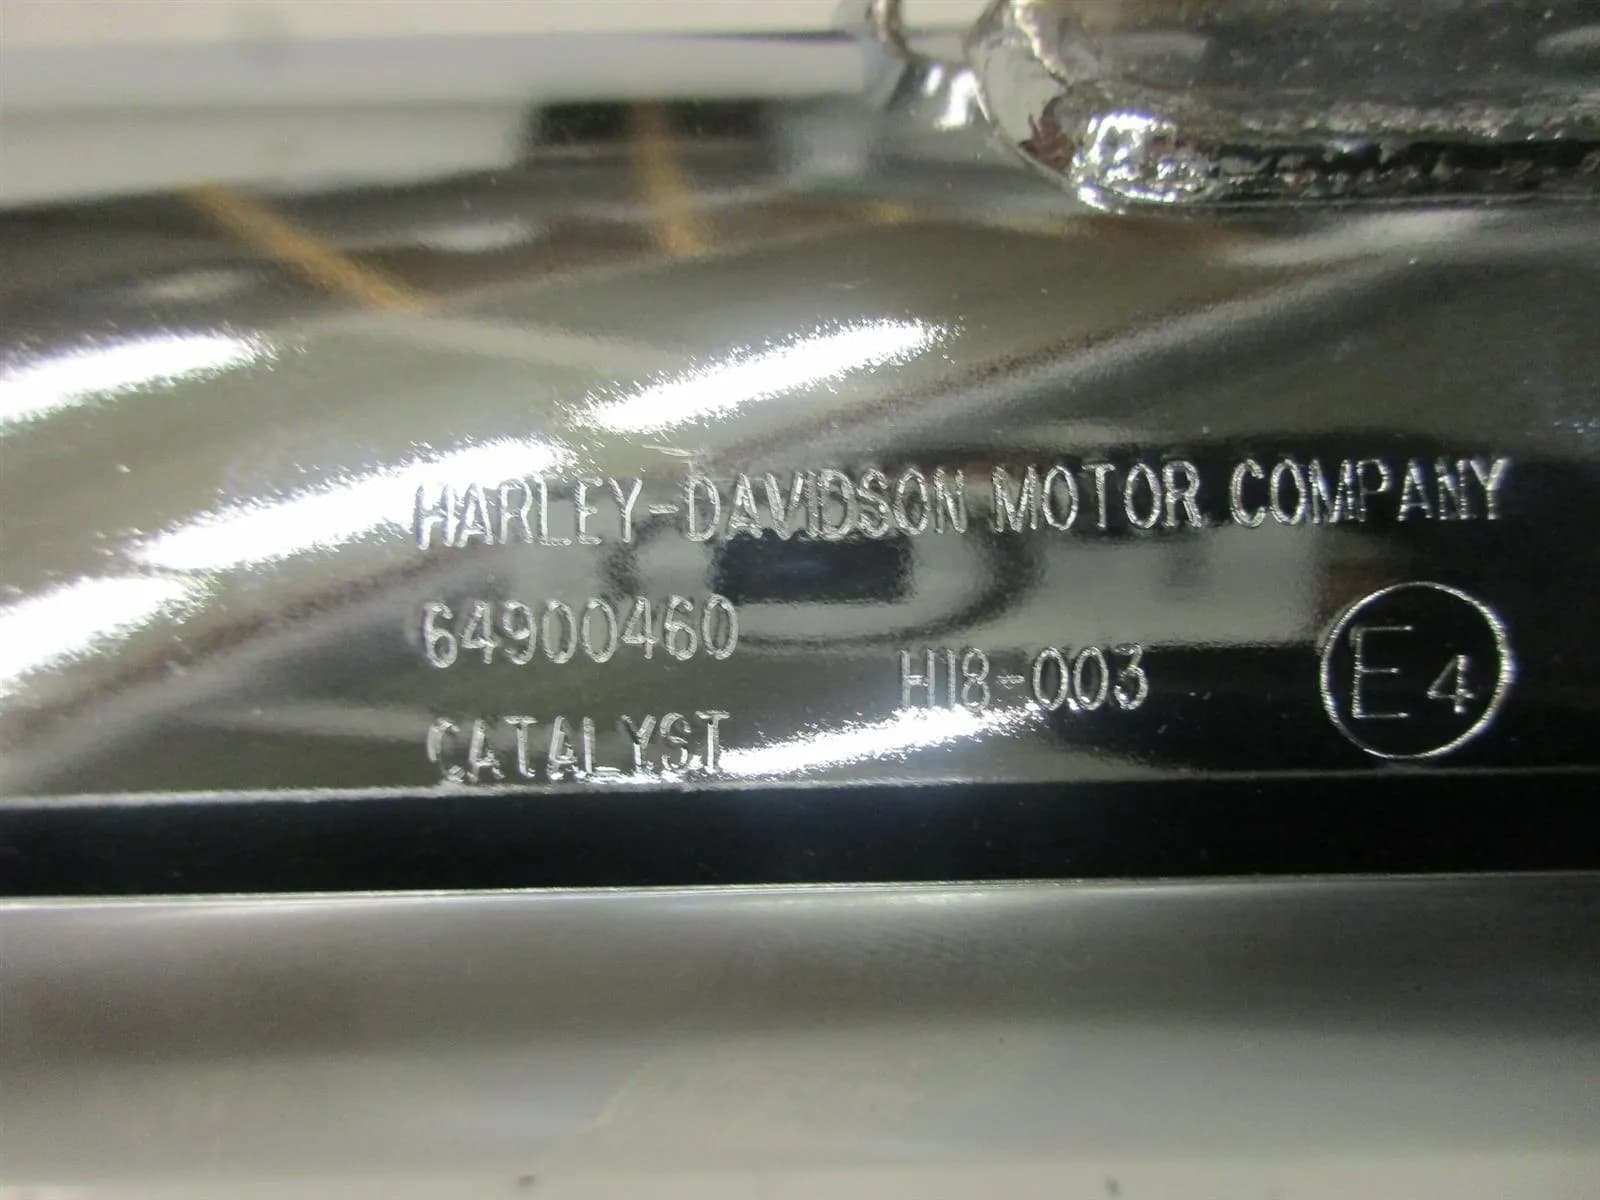 HARLEY-DAVIDSON MOTOR COMPANY
64900460
H18-003
E4
CATALYST